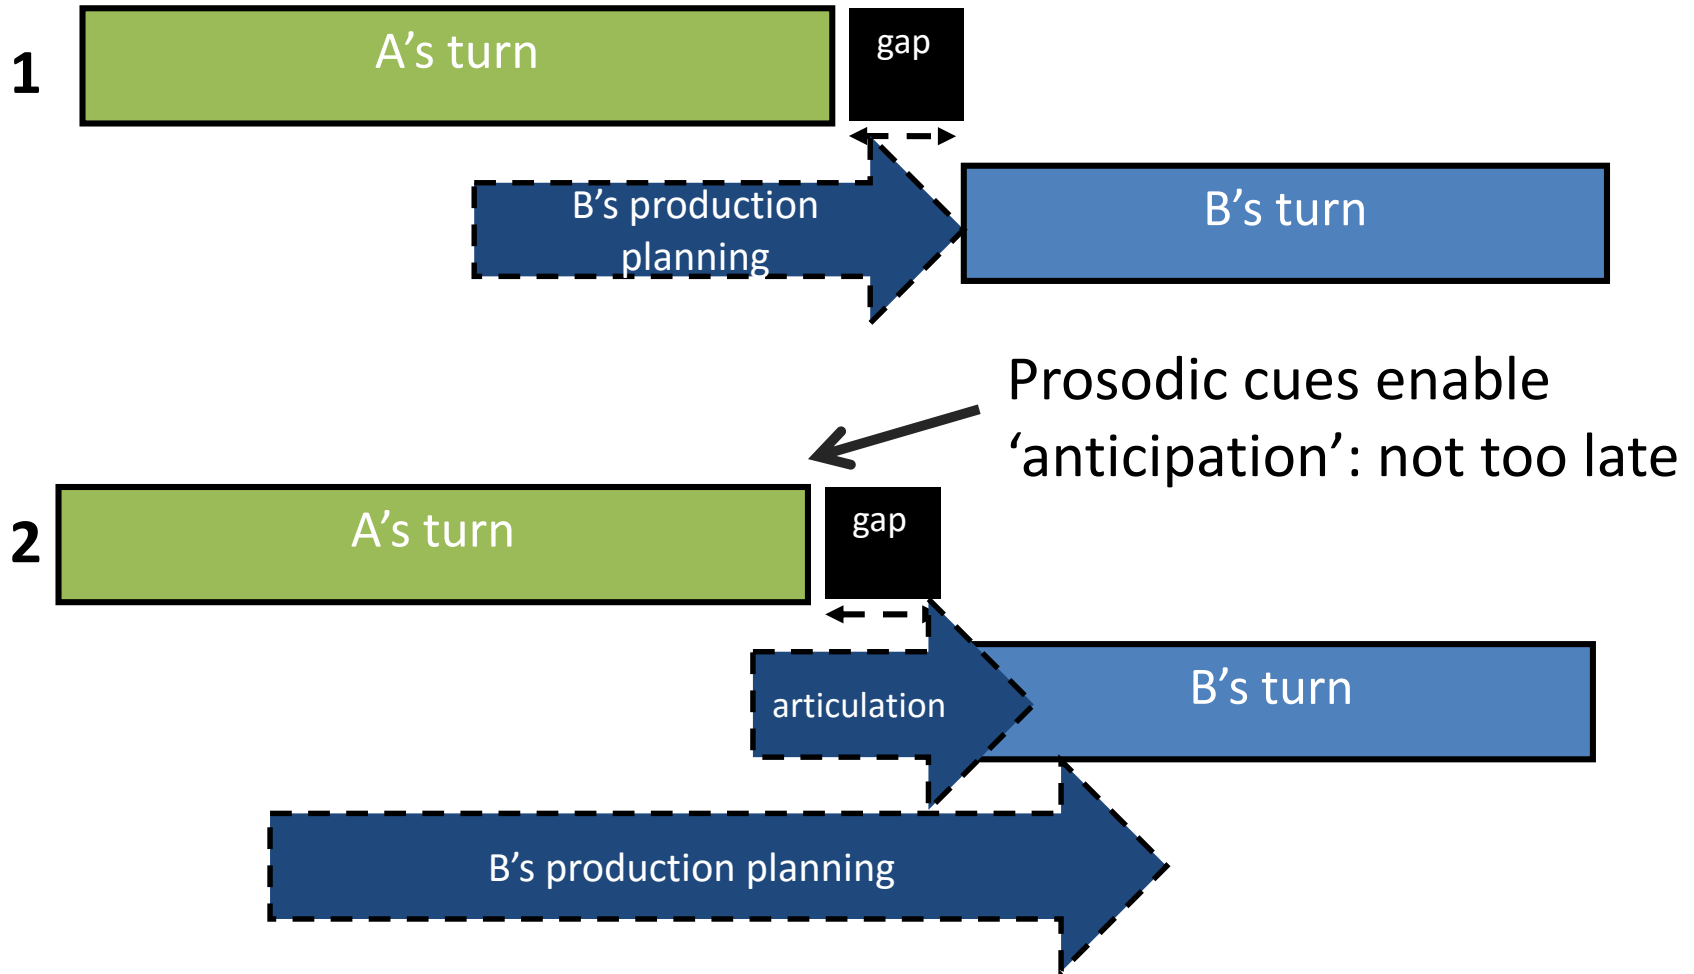 1
A’s turn
gap
B’s production
planning
B’s turn
Prosodic cues enable
‘anticipation’: not too late
2
A’s turn
gap
articulation
B’s turn
B’s production planning